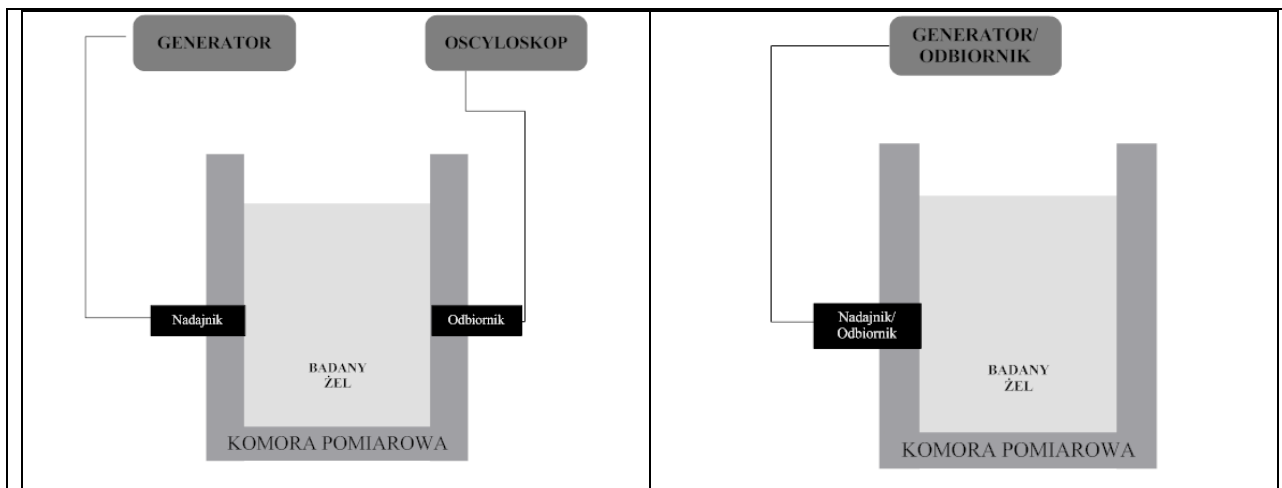 GENERATOR
OSCYLOSKOP
Nadajnik
Odbiornik
BADANY
ŻEL
KOMORA POMIAROWA
GENERATOR/
ODBIORNIK
Nadajnik/
Odbiornik
BADANY
ŻEL
KOMORA POMIAROWA